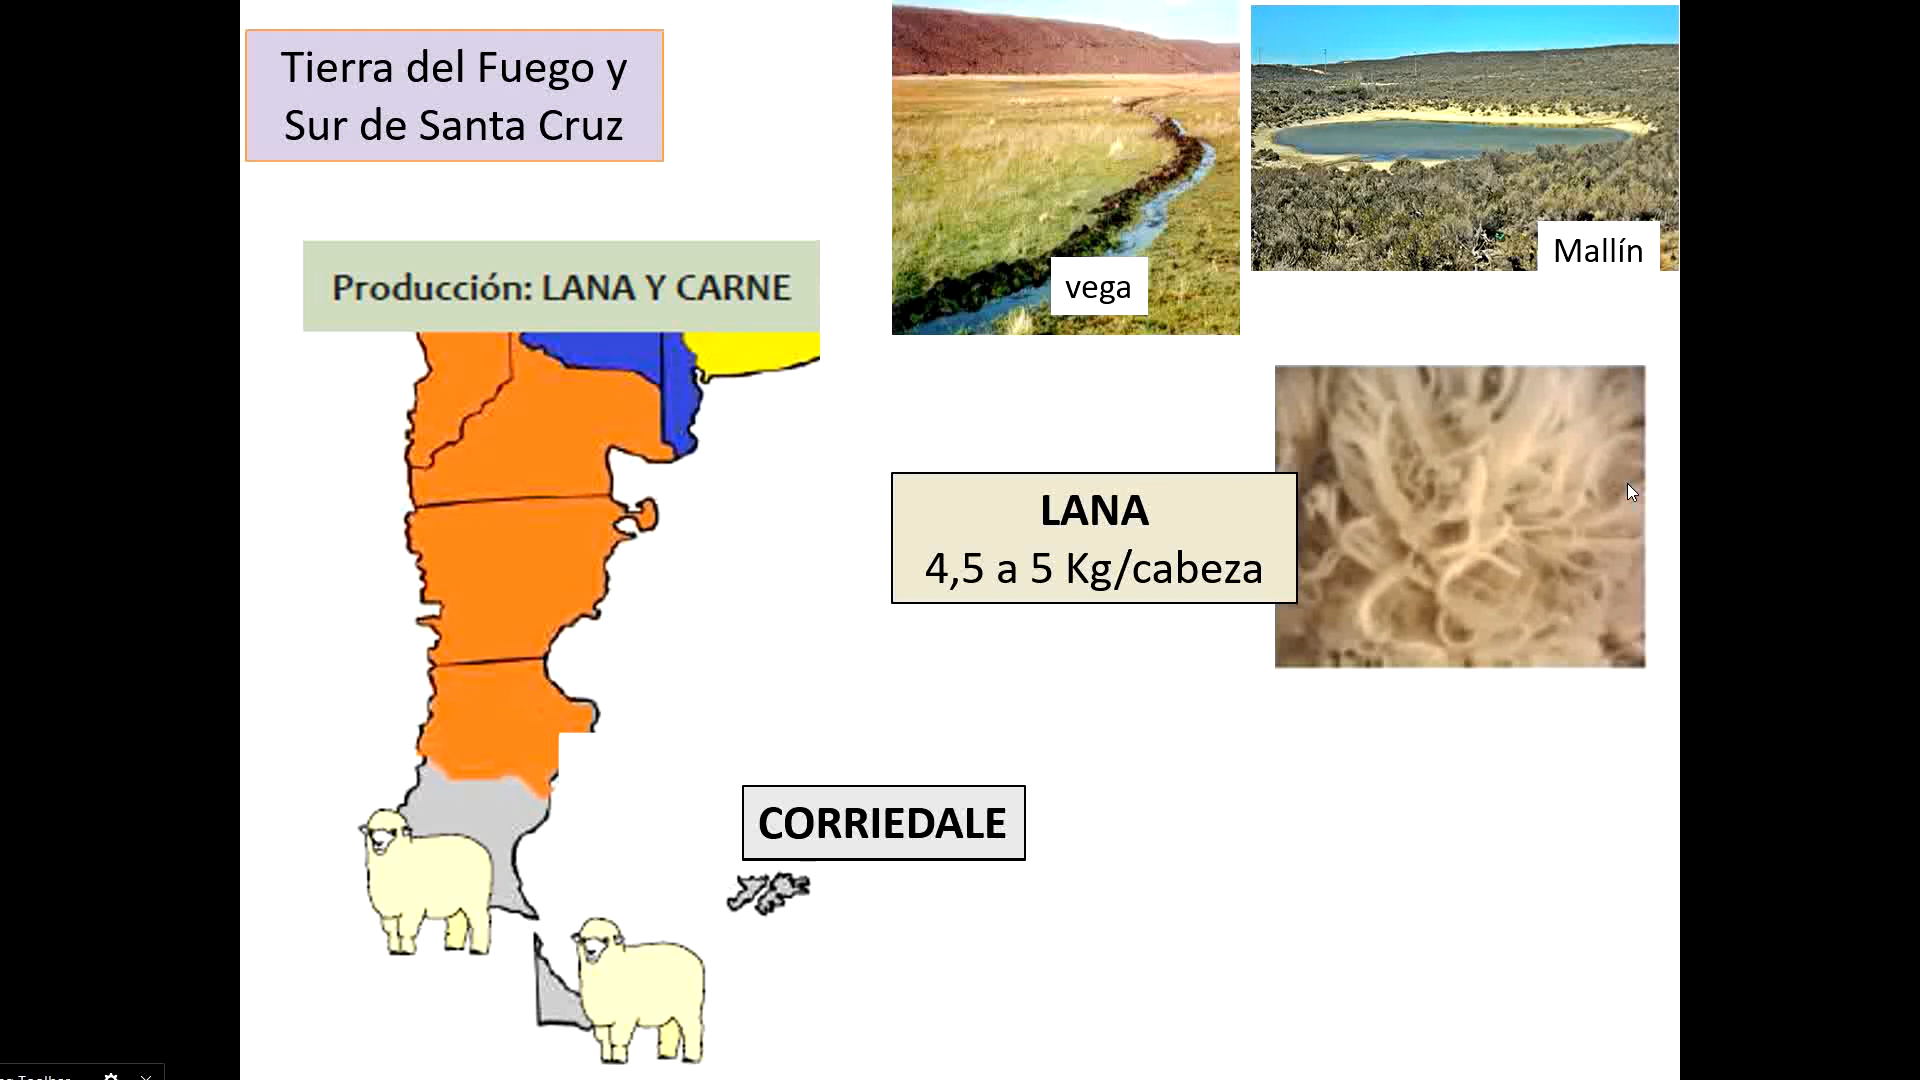 Tierra del Fuego y
Sur de Santa Cruz
Producción: LANA Y CARNE
vega
Mallín
LANA
4,5 a 5 Kg/cabeza
CORRIEDALE